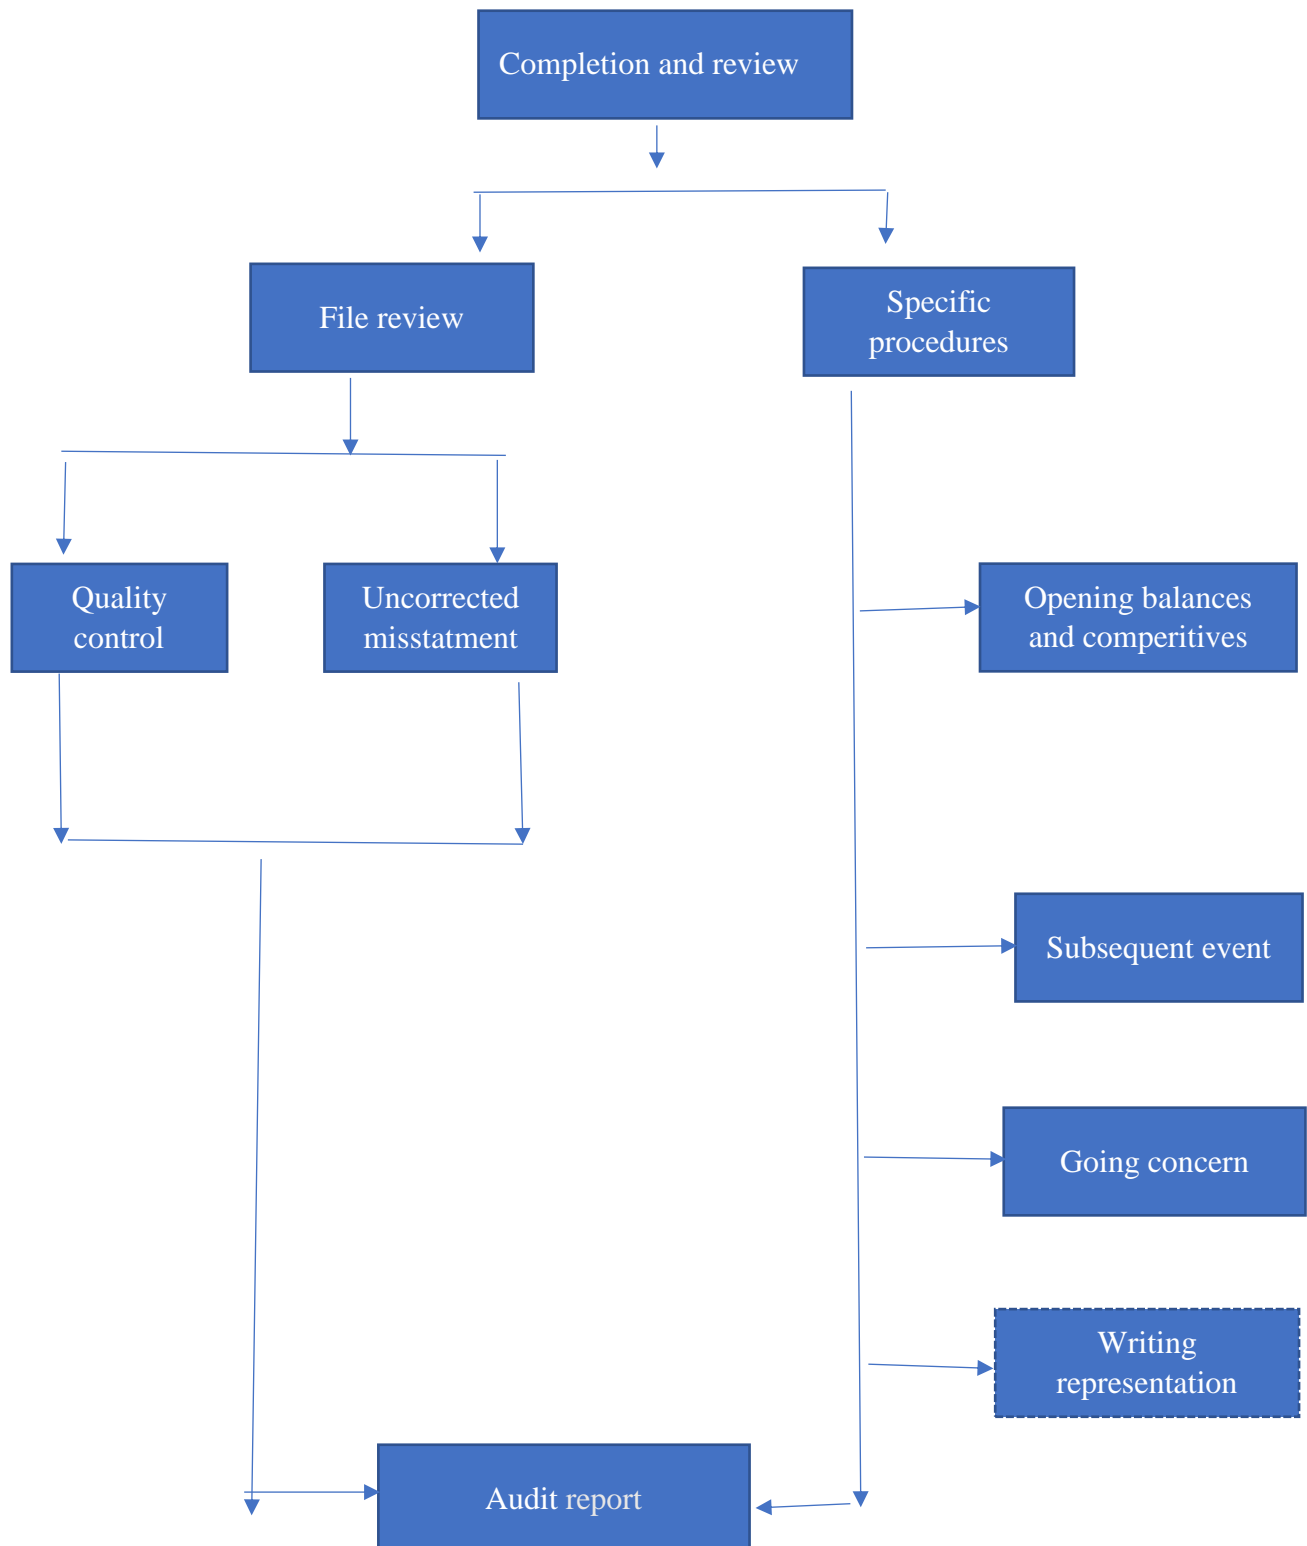 Completion and review
File review
Specific
procedures
Quality
control
Uncorrected
misstatment
Opening balances
and comperitives
Subsequent event
Going concern
Writing
representation
Audit report